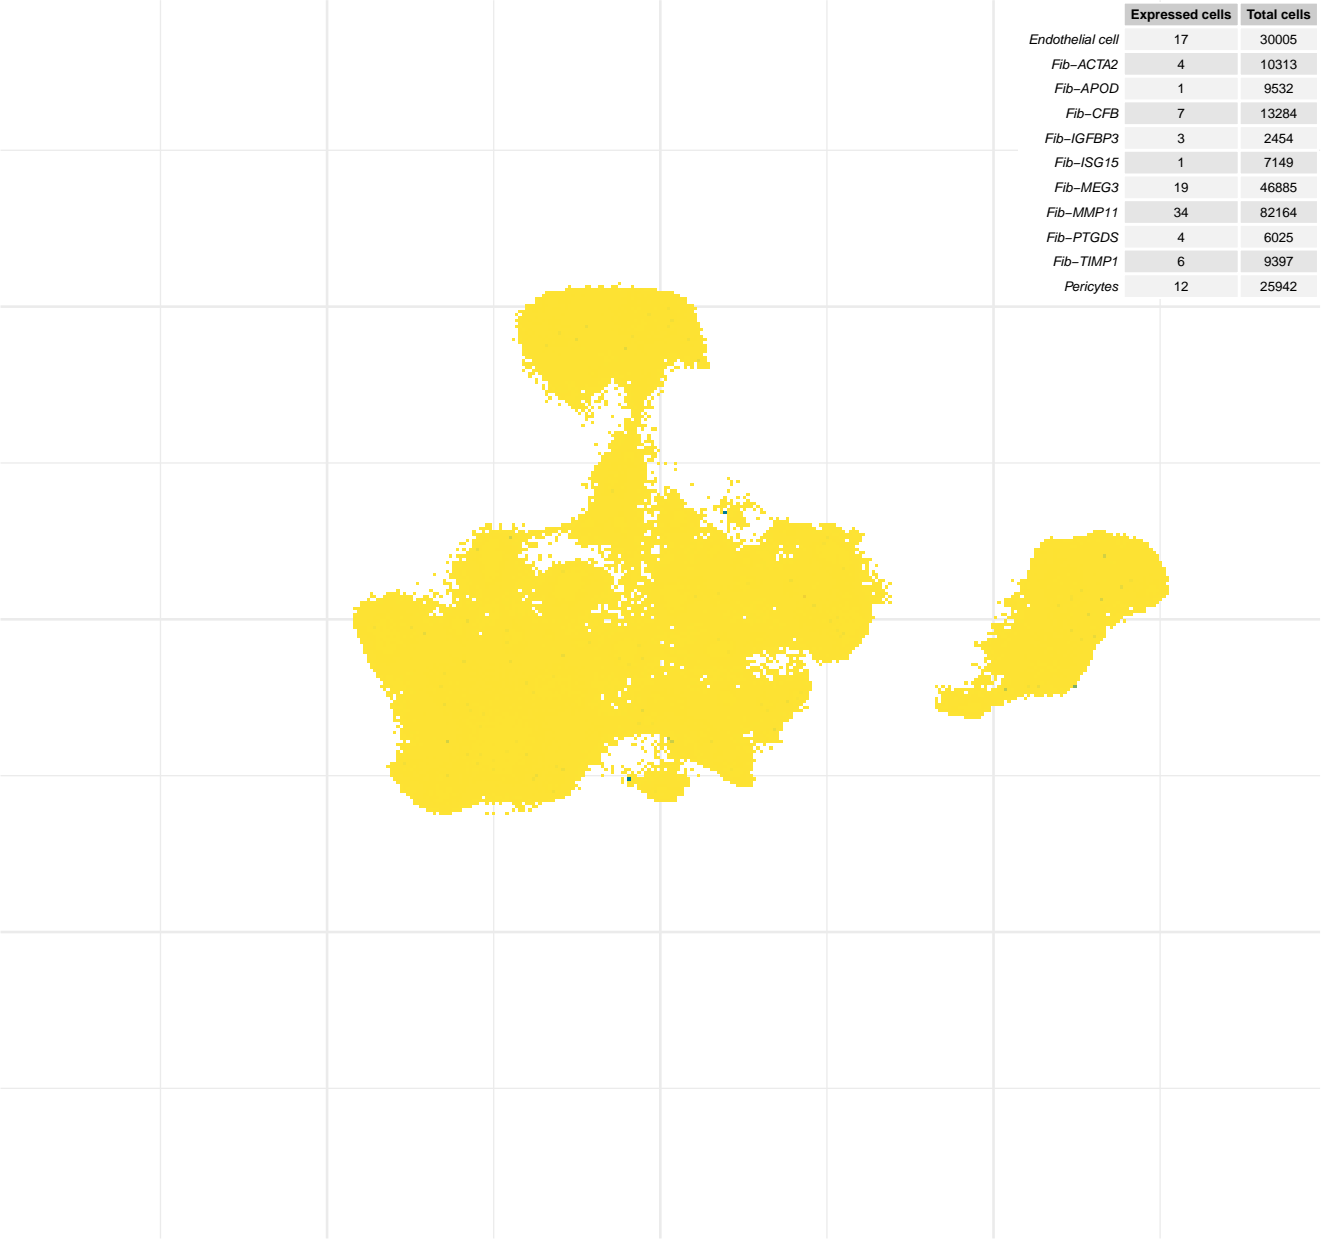 Expressed cells Total cells
Endothelial cell 17 30005
Fib−ACTA2 4 10313
Fib−APOD 1 9532
Fib−CFB 7 13284
Fib−IGFBP3 3 2454
Fib−ISG15 1 7149
Fib−MEG3 19 46885
Fib−MMP11 34 82164
Fib−PTGDS 4 6025
Fib−TIMP1 6 9397
Pericytes 12 25942